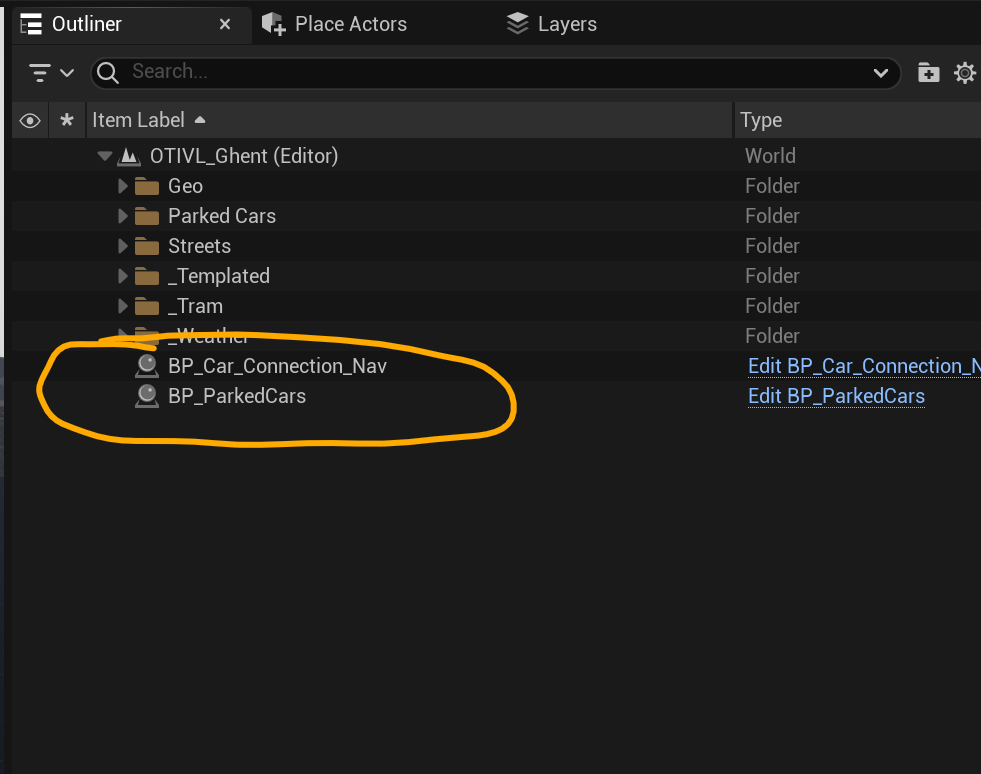 Outliner Place Actors Layers
Search...
Item Label Type
OTIVL_Ghent (Editor) World
Geo Folder
Parked Cars Folder
Streets Folder
_Templated Folder
_Tram Folder
_Weather Folder
BP_Car_Connection_Nav Edit BP_Car_Connection_N
BP_ParkedCars Edit BP_ParkedCars